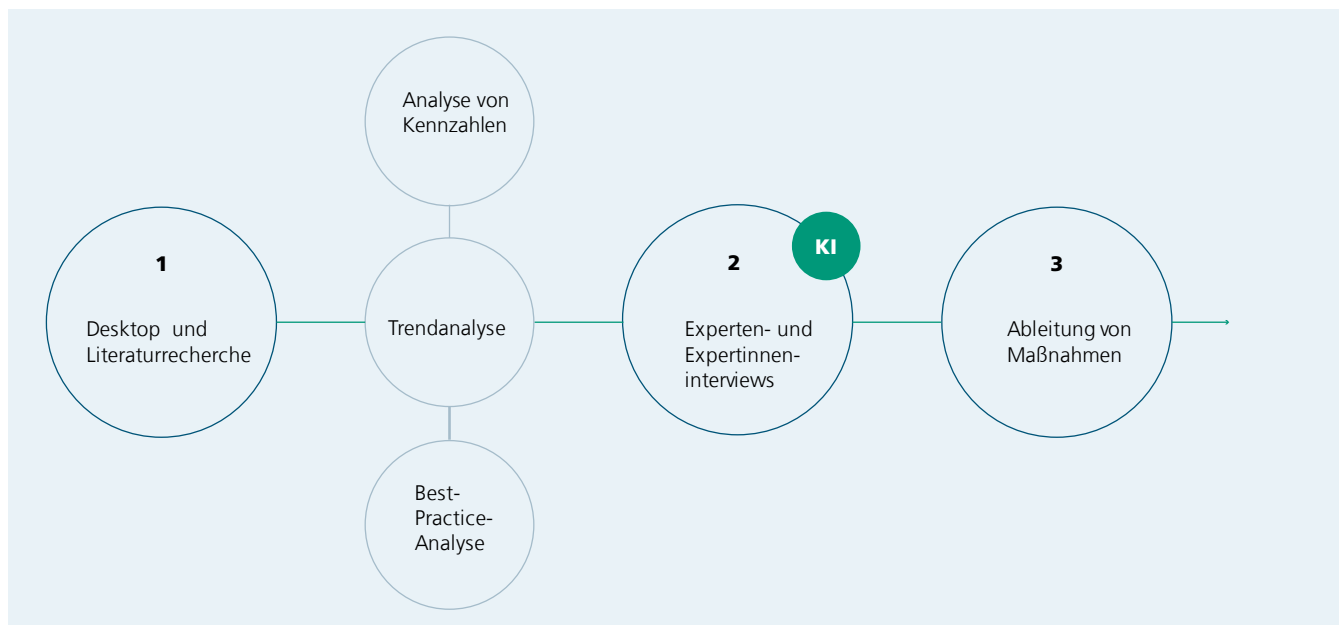 1
Desktop und
Literaturrecherche
Analyse von
Kennzahlen
Trendanalyse
Best-
Practice-
Analyse
2
KI
Experten- und
Expertinnen-
interviews
3
Ableitung von
Maßnahmen